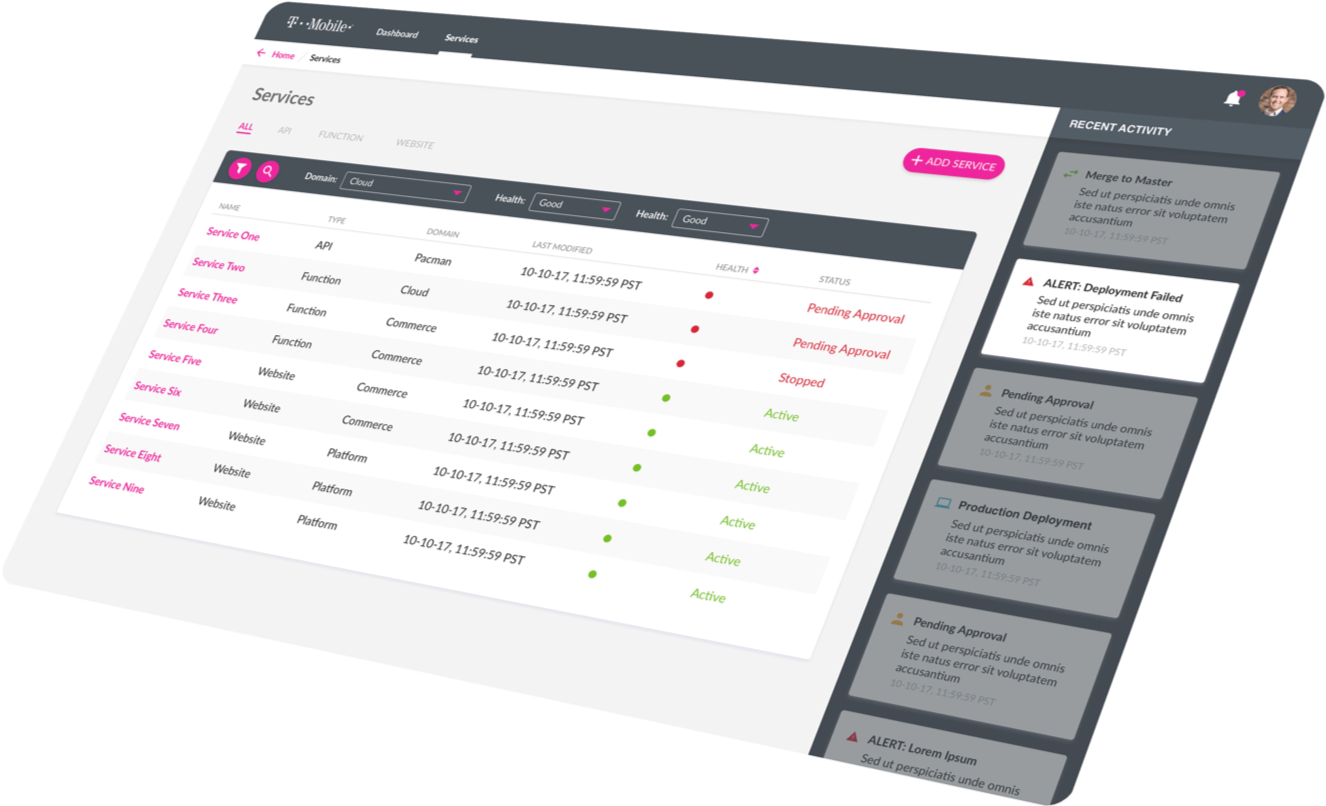 T··Mobile·
Dashboard
Services
Home / Services
Services
ALL
API
FUNCTION
WEBSITE
+ ADD SERVICE
Domain: Cloud
Health: Good
Health: Good
NAME TYPE DOMAIN LAST MODIFIED HEALTH STATUS
Service One API Pacman 10-10-17, 11:59:59 PST Pending Approval
Service Two Function Cloud 10-10-17, 11:59:59 PST Pending Approval
Service Three Function Commerce 10-10-17, 11:59:59 PST Stopped
Service Four Function Commerce 10-10-17, 11:59:59 PST Active
Service Five Website Commerce 10-10-17, 11:59:59 PST Active
Service Six Website Commerce 10-10-17, 11:59:59 PST Active
Service Seven Website Platform 10-10-17, 11:59:59 PST Active
Service Eight Website Platform 10-10-17, 11:59:59 PST Active
Service Nine Website Platform 10-10-17, 11:59:59 PST Active
RECENT ACTIVITY
Merge to Master
Sed ut perspiciatis unde omnis
iste natus error sit voluptatem
accusantium
10-10-17, 11:59:59 PST
ALERT: Deployment Failed
Sed ut perspiciatis unde omnis
iste natus error sit voluptatem
accusantium
10-10-17, 11:59:59 PST
Pending Approval
Sed ut perspiciatis unde omnis
iste natus error sit voluptatem
accusantium
10-10-17, 11:59:59 PST
Production Deployment
Sed ut perspiciatis unde omnis
iste natus error sit voluptatem
accusantium
10-10-17, 11:59:59 PST
Pending Approval
Sed ut perspiciatis unde omnis
iste natus error sit voluptatem
accusantium
10-10-17, 11:59:59 PST
ALERT: Lorem Ipsum
Sed ut perspiciatis unde omnis